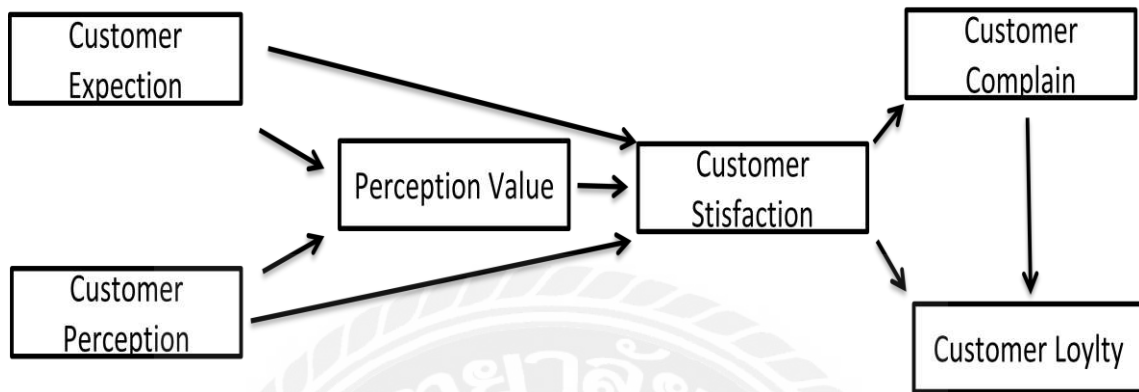 Customer
Expection
Customer
Complain
Perception Value
Customer
Stisfaction
Customer
Perception
Customer Loylty